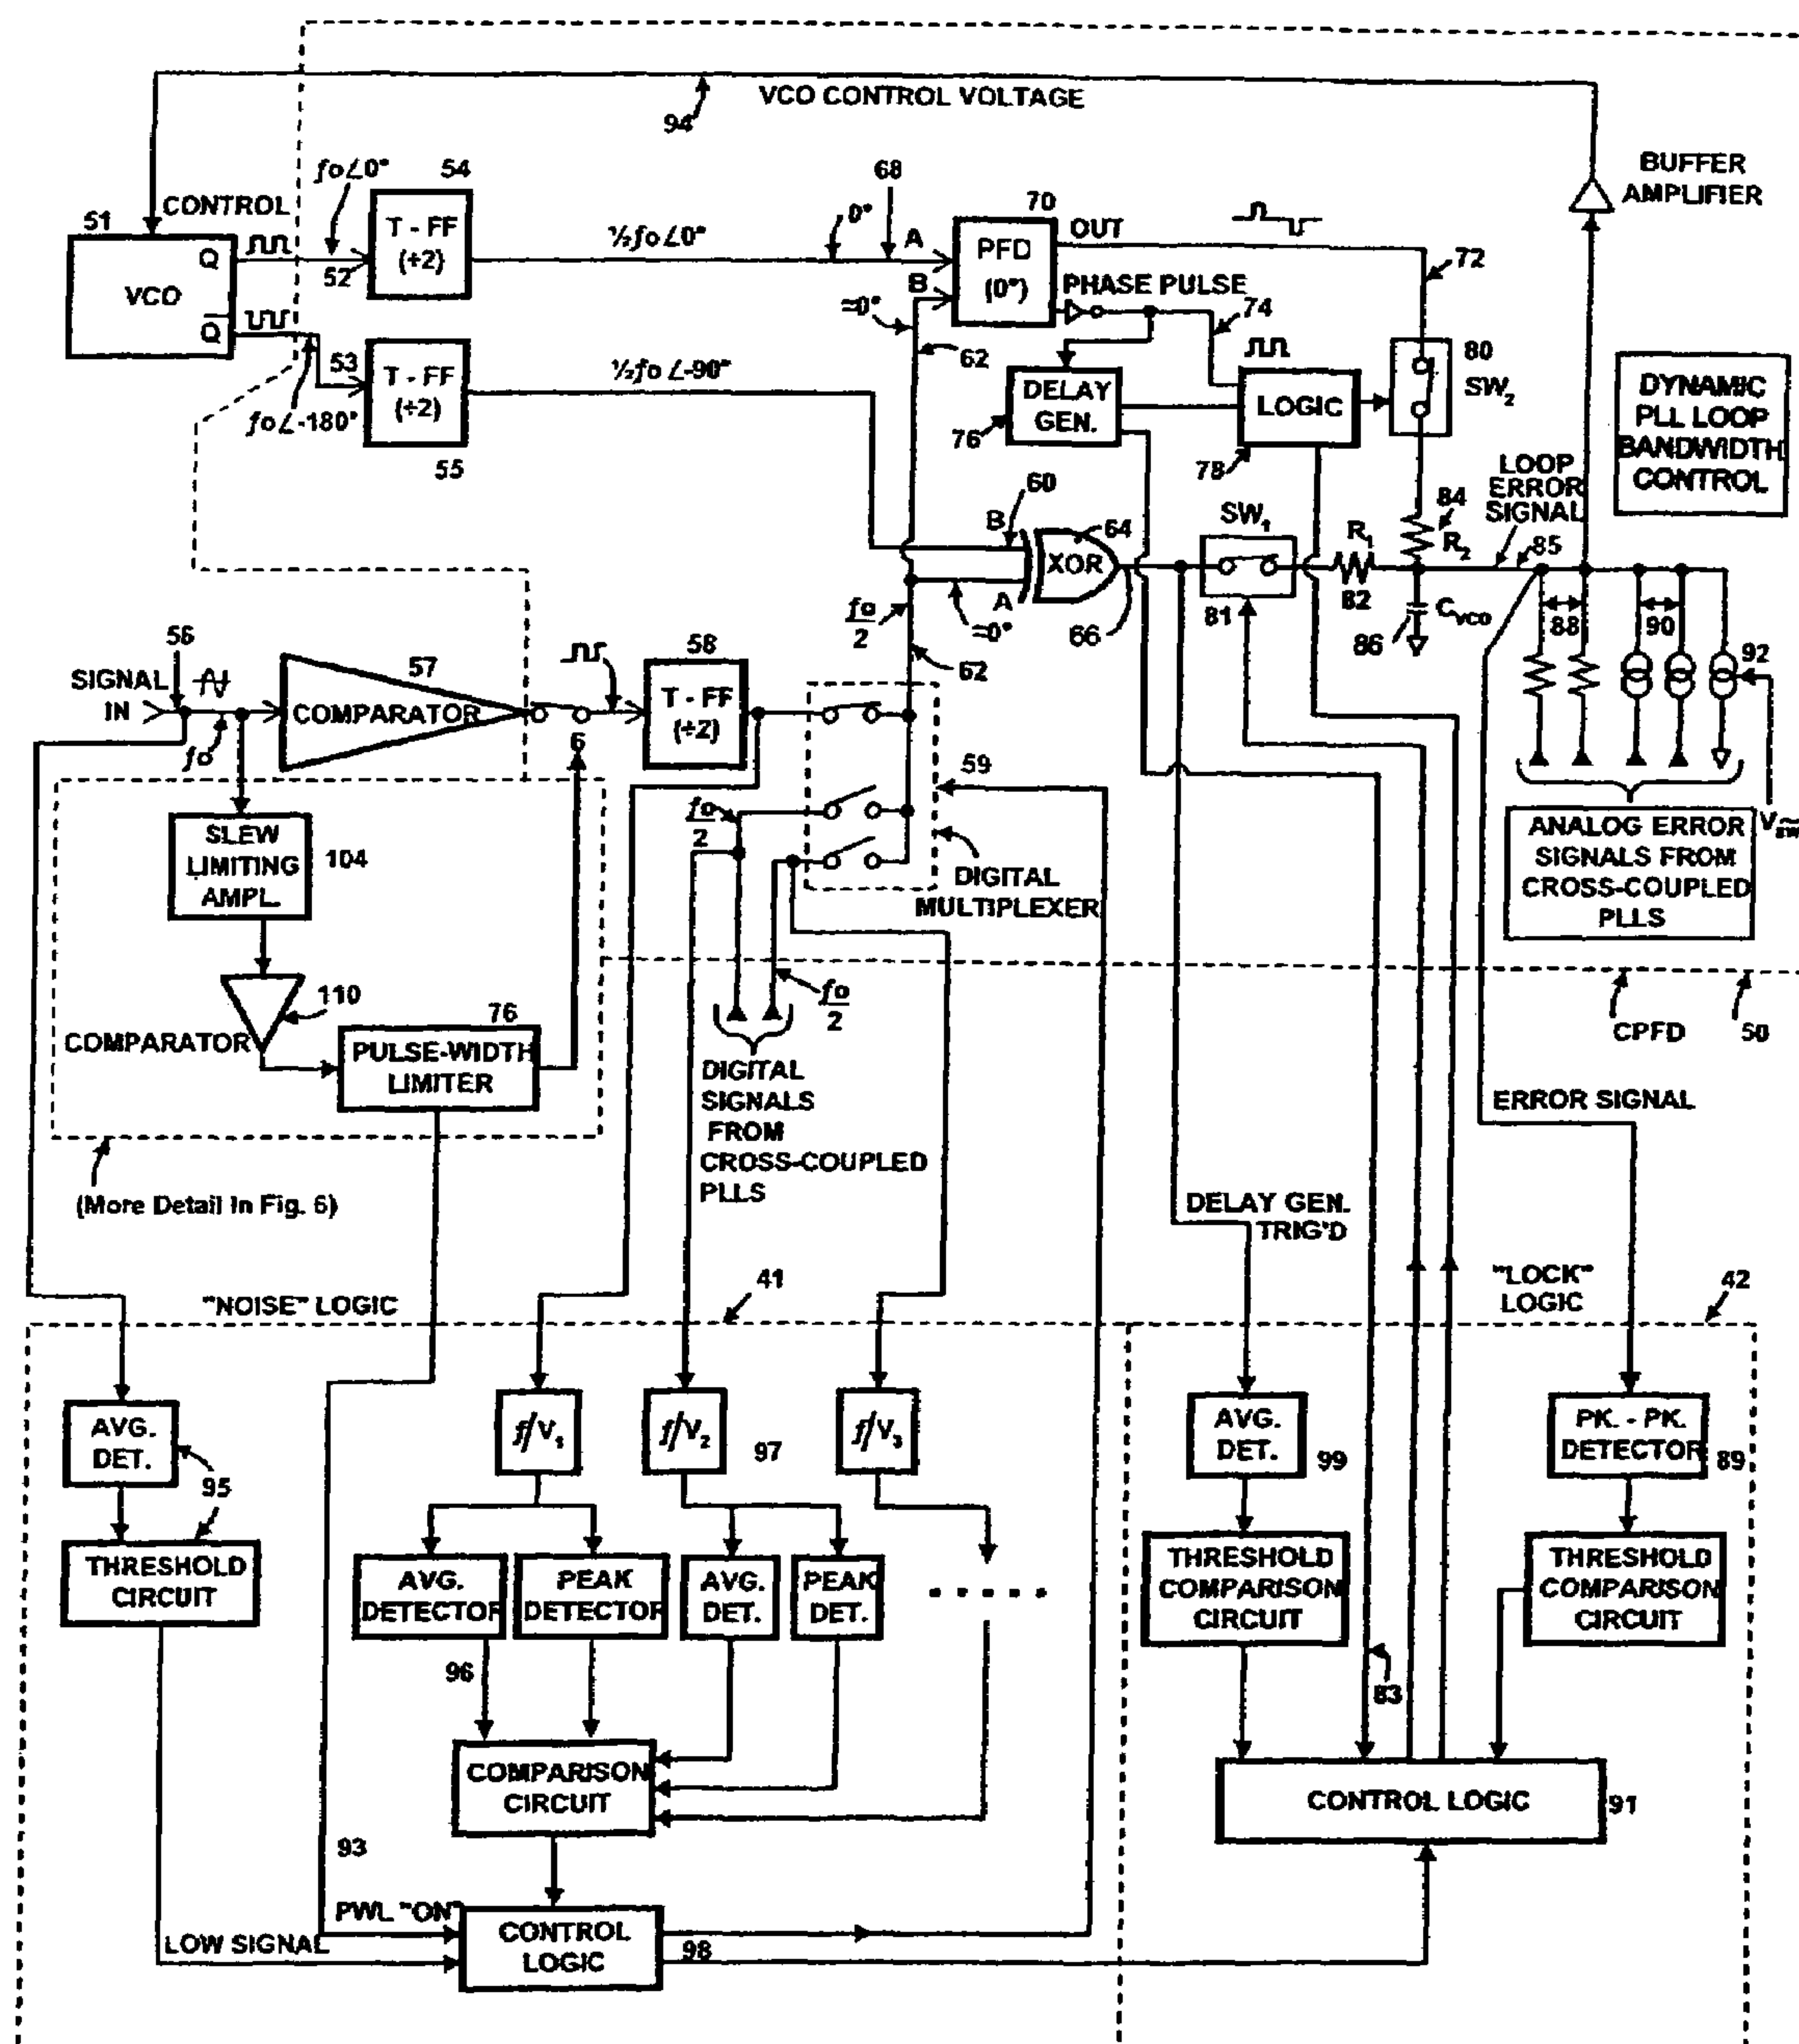 VCO CONTROL VOLTAGE
94
BUFFER
AMPLIFIER
fo∠0°
54
68
CONTROL
51
Q
VCO
Q̅
52
T - FF
(÷2)
½fo∠0°
0°
A
B
≈0°
70
PFD
(0°)
OUT
PHASE PULSE
72
74
62
53
fo∠-180°
T - FF
(÷2)
55
½fo∠-90°
DELAY
GEN.
76
LOGIC
78
80
SW2
DYNAMIC
PLL LOOP
BANDWIDTH
CONTROL
LOOP
ERROR
SIGNAL
84
R2
85
60
B
64
XOR
A
≈0°
66
SW1
81
R1
82
86
CVCO
88
90
92
fo
2
62
56
SIGNAL
IN
fo
57
COMPARATOR
6
58
T - FF
(÷2)
59
fo
2
DIGITAL
MULTIPLEXER
ANALOG ERROR
SIGNALS FROM
CROSS-COUPLED
PLLS
SLEW
LIMITING
AMPL.
104
110
COMPARATOR
76
PULSE-WIDTH
LIMITER
fo
2
CPFD
50
DIGITAL
SIGNALS
FROM
CROSS-COUPLED
PLLS
ERROR SIGNAL
(More Detail In Fig. 6)
DELAY GEN.
TRIG'D
"NOISE" LOGIC
41
"LOCK"
LOGIC
42
AVG.
DET.
95
f/V1
f/V2
97
f/V3
AVG.
DET.
99
PK. - PK.
DETECTOR
89
THRESHOLD
CIRCUIT
AVG.
DETECTOR
PEAK
DETECTOR
AVG.
DET.
PEAK
DET.
THRESHOLD
COMPARISON
CIRCUIT
THRESHOLD
COMPARISON
CIRCUIT
96
83
COMPARISON
CIRCUIT
CONTROL LOGIC
91
93
PWL "ON"
LOW SIGNAL
CONTROL
LOGIC
98